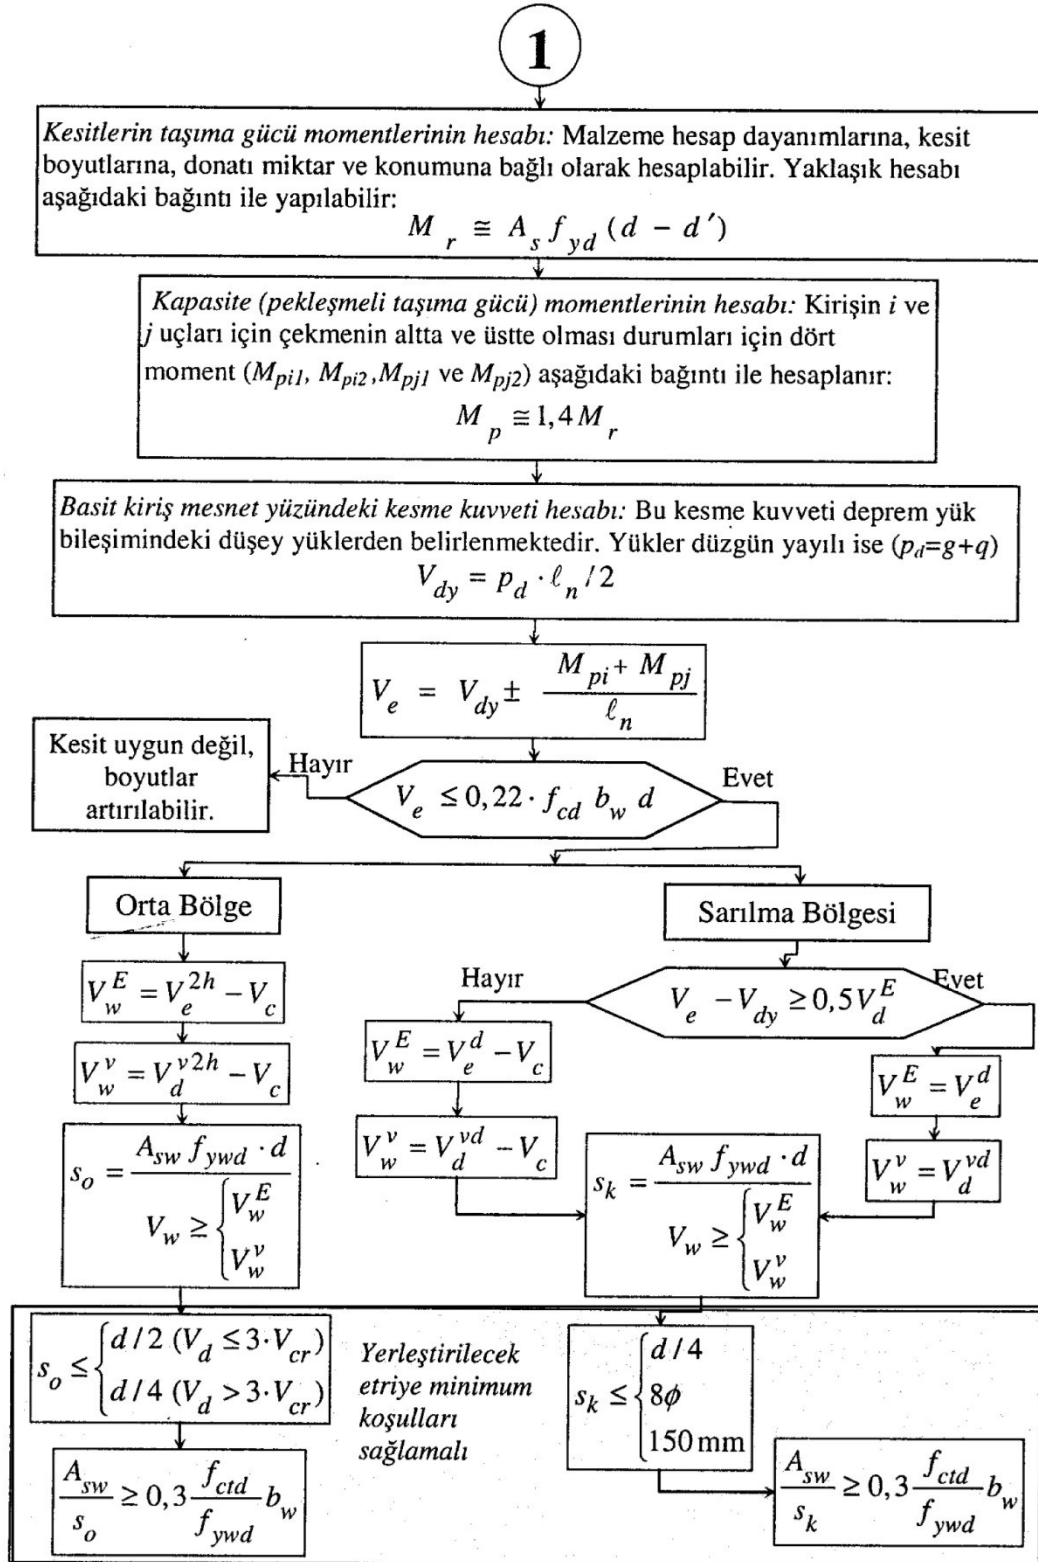 1
Kesitlerin taşıma gücü momentlerinin hesabı: Malzeme hesap dayanımlarına, kesit
boyutlarına, donatı miktar ve konumuna bağlı olarak hesaplabilir. Yaklaşık hesabı
aşağıdaki bağıntı ile yapılabilir:
M_r ≅ A_s f_yd (d − d′)
Kapasite (pekleşmeli taşıma gücü) momentlerinin hesabı: Kirişin i ve
j uçları için çekmenin altta ve üstte olması durumları için dört
moment (M_pi1, M_pi2,M_pj1 ve M_pj2) aşağıdaki bağıntı ile hesaplanır:
M_p ≅ 1,4 M_r
Basit kiriş mesnet yüzündeki kesme kuvveti hesabı: Bu kesme kuvveti deprem yük
bileşimindeki düşey yüklerden belirlenmektedir. Yükler düzgün yayılı ise (p_d=g+q)
V_dy = p_d · ℓ_n /2
V_e = V_dy ± (M_pi + M_pj) / ℓ_n
Kesit uygun değil,
boyutlar
artırılabilir.
Hayır
V_e ≤ 0,22 · f_cd b_w d
Evet
Orta Bölge
V_w^E = V_e^2h − V_c
V_w^v = V_d^v2h − V_c
s_o = A_sw f_ywd · d / V_w ≥ { V_w^E
V_w^v
Sarılma Bölgesi
Hayır
V_e − V_dy ≥ 0,5V_d^E
Evet
V_w^E = V_e^d − V_c
V_w^v = V_d^vd − V_c
V_w^E = V_e^d
V_w^v = V_d^vd
s_k = A_sw f_ywd · d / V_w ≥ { V_w^E
V_w^v
s_o ≤ { d / 2 (V_d ≤ 3·V_cr)
d / 4 (V_d > 3·V_cr)
A_sw / s_o ≥ 0,3 f_ctd / f_ywd b_w
Yerleştirilecek
etriye minimum
koşulları
sağlamalı
s_k ≤ { d / 4
8ϕ
150 mm
A_sw / s_k ≥ 0,3 f_ctd / f_ywd b_w